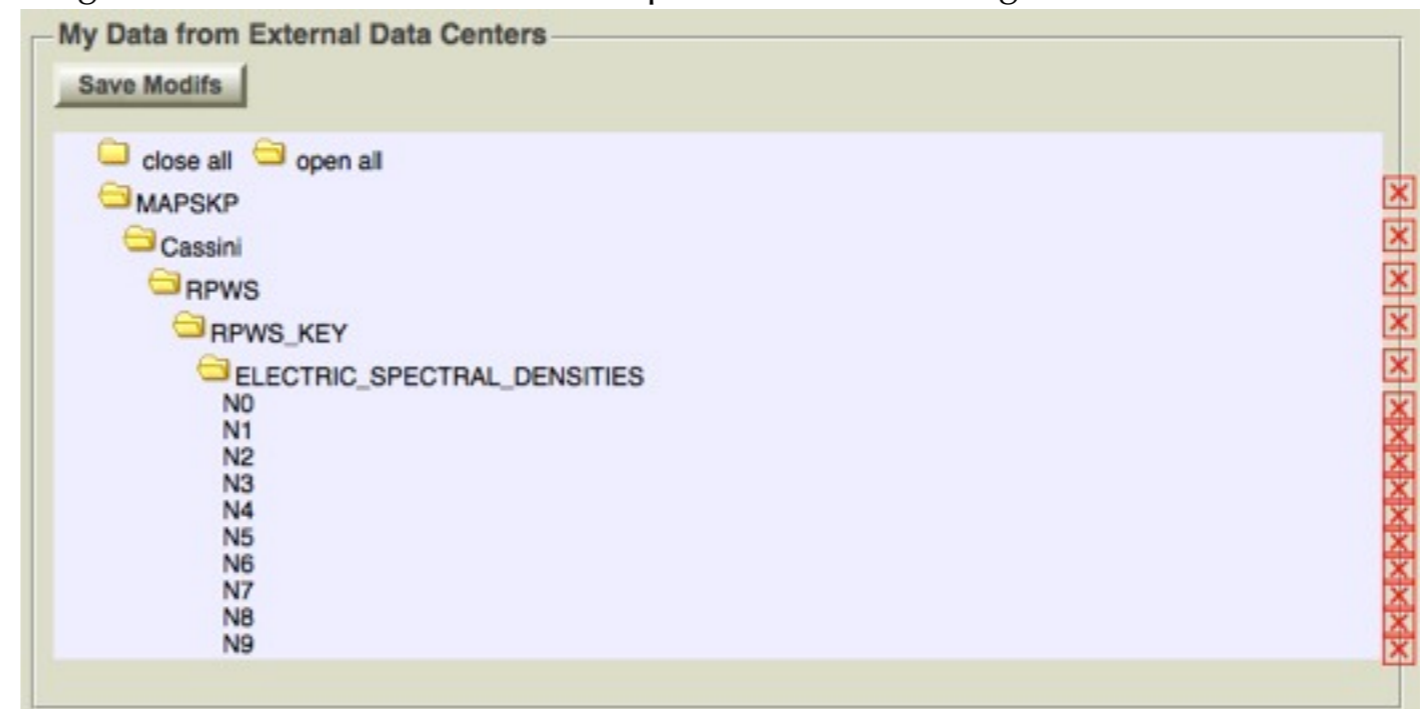 My Data from External Data Centers
Save Modifs
close all open all
MAPSKP
Cassini
RPWS
RPWS_KEY
ELECTRIC_SPECTRAL_DENSITIES
N0
N1
N2
N3
N4
N5
N6
N7
N8
N9